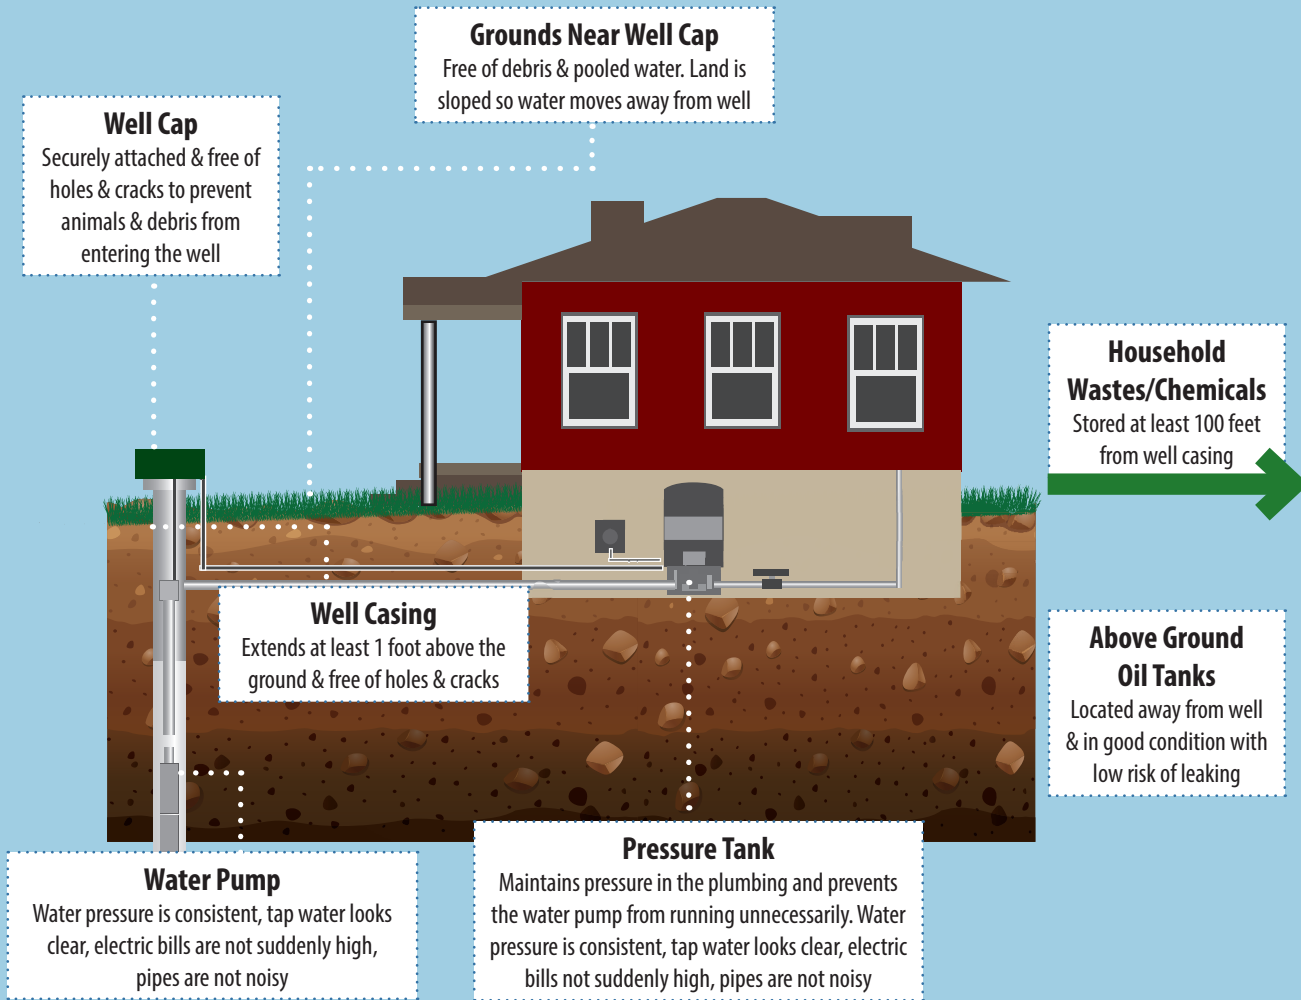 Grounds Near Well Cap
Free of debris & pooled water. Land is
sloped so water moves away from well
Well Cap
Securely attached & free of
holes & cracks to prevent
animals & debris from
entering the well
Household
Wastes/Chemicals
Stored at least 100 feet
from well casing
Well Casing
Extends at least 1 foot above the
ground & free of holes & cracks
Above Ground
Oil Tanks
Located away from well
& in good condition with
low risk of leaking
Water Pump
Water pressure is consistent, tap water looks
clear, electric bills are not suddenly high,
pipes are not noisy
Pressure Tank
Maintains pressure in the plumbing and prevents
the water pump from running unnecessarily. Water
pressure is consistent, tap water looks clear, electric
bills not suddenly high, pipes are not noisy